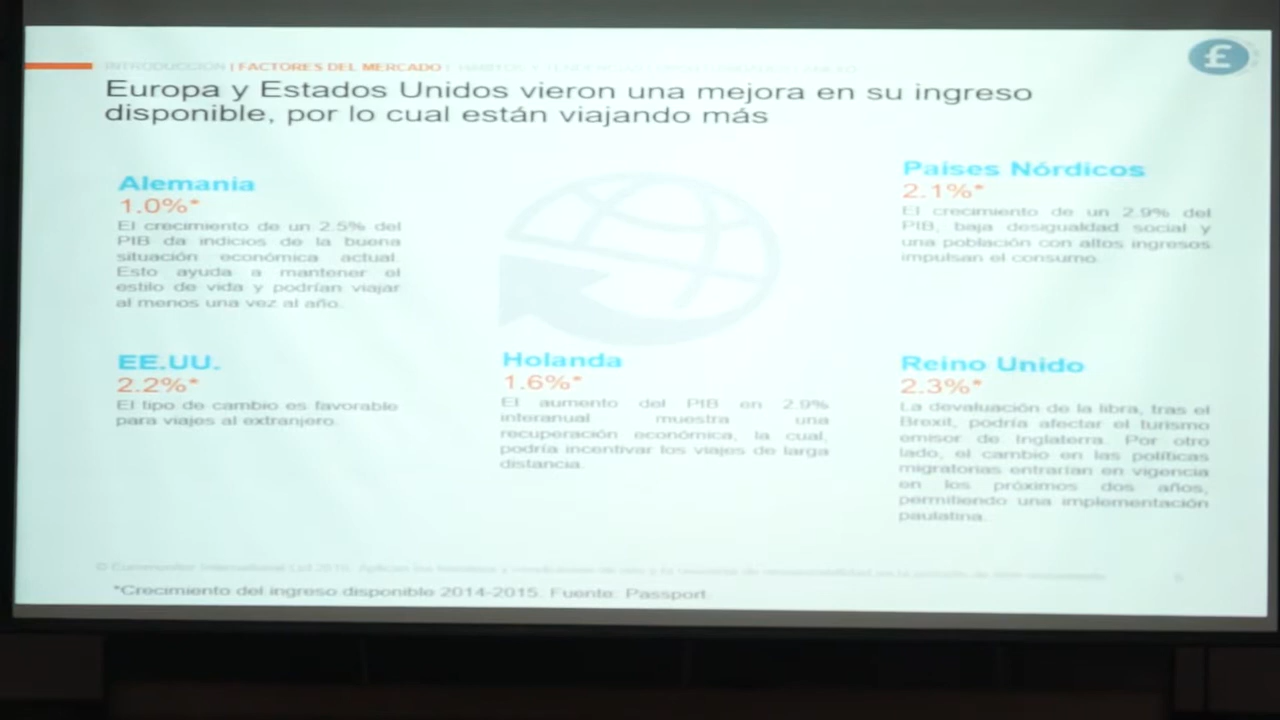 INTRODUCCIÓN | FACTORES DEL MERCADO |
Europa y Estados Unidos vieron una mejora en su ingreso
disponible, por lo cual están viajando más
£
Alemania
1.0%*
El crecimiento de un 2.5% del
PIB da indicios de la buena
situación económica actual.
Esto ayuda a mantener el
estilo de vida y podrían viajar
al menos una vez al año.
Países Nórdicos
2.1%*
El crecimiento de un 2.9% del
PIB, baja desigualdad social y
una población con altos ingresos
impulsan el consumo.
EE.UU.
2.2%*
El tipo de cambio es favorable
para viajes al extranjero.
Holanda
1.6%*
El aumento del PIB en 2.9%
interanual muestra una
recuperación económica, la cual,
podría incentivar los viajes de larga
distancia.
Reino Unido
2.3%*
La devaluación de la libra, tras el
Brexit, podría afectar el turismo
emisor de Inglaterra. Por otro
lado, el cambio en las políticas
migratorias entrarían en vigencia
en los próximos dos años,
permitiendo una implementación
paulatina.
© Euromonitor International Ltd
*Crecimiento del ingreso disponible 2014-2015. Fuente: Passport